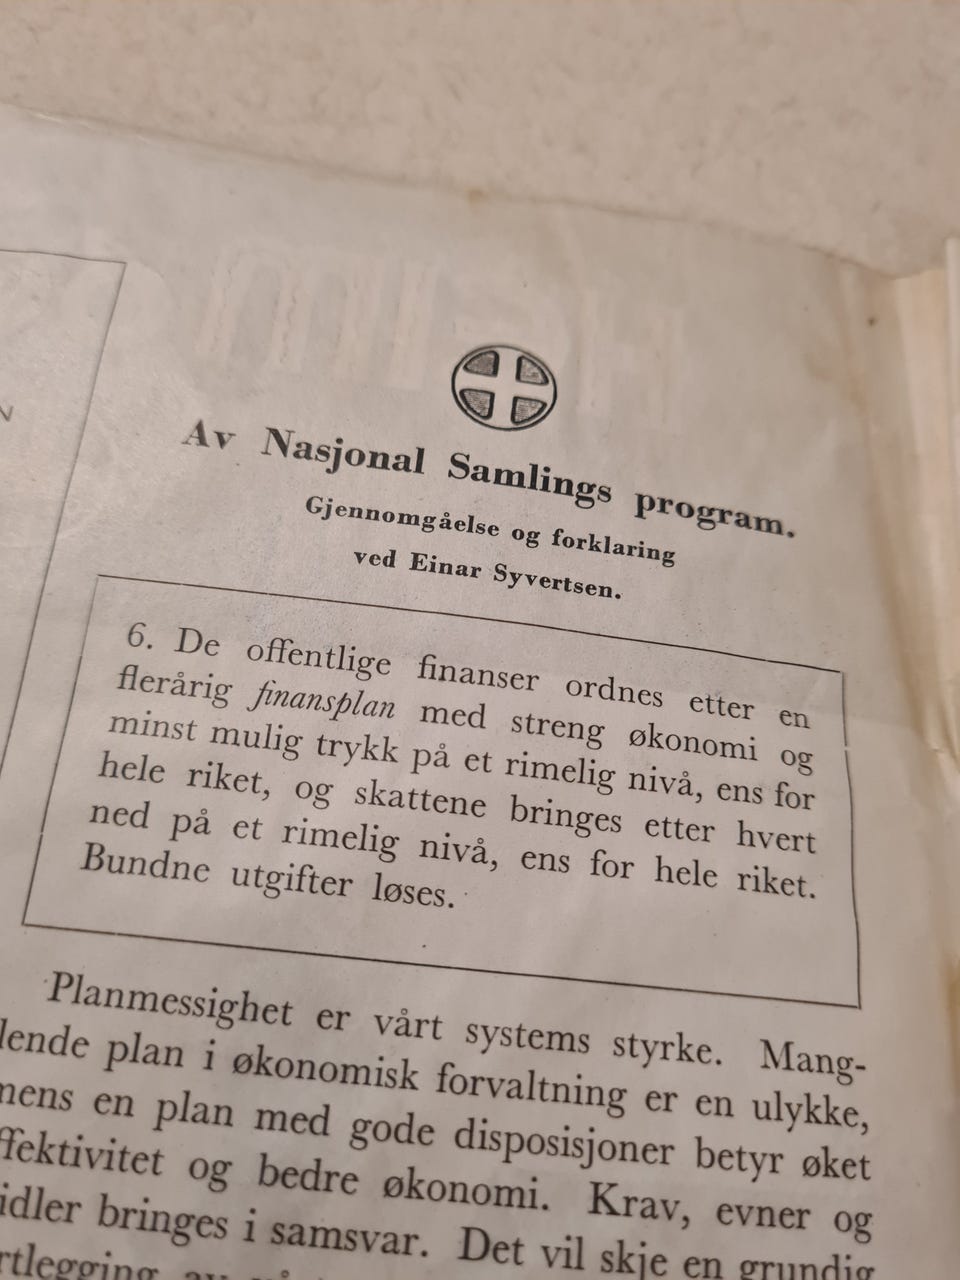 Av Nasjonal Samlings program.
Gjennomgåelse og forklaring
ved Einar Syvertsen.
6. De offentlige finanser ordnes etter en
flerårig finansplan med streng økonomi og
minst mulig trykk på et rimelig nivå, ens for
hele riket, og skattene bringes etter hvert
ned på et rimelig nivå, ens for hele riket.
Bundne utgifter løses.
Planmessighet er vårt systems styrke. Mang-
lende plan i økonomisk forvaltning er en ulykke,
mens en plan med gode disposisjoner betyr øket
ffektivitet og bedre økonomi. Krav, evner og
idler bringes i samsvar. Det vil skje en grundig
rtlegging av